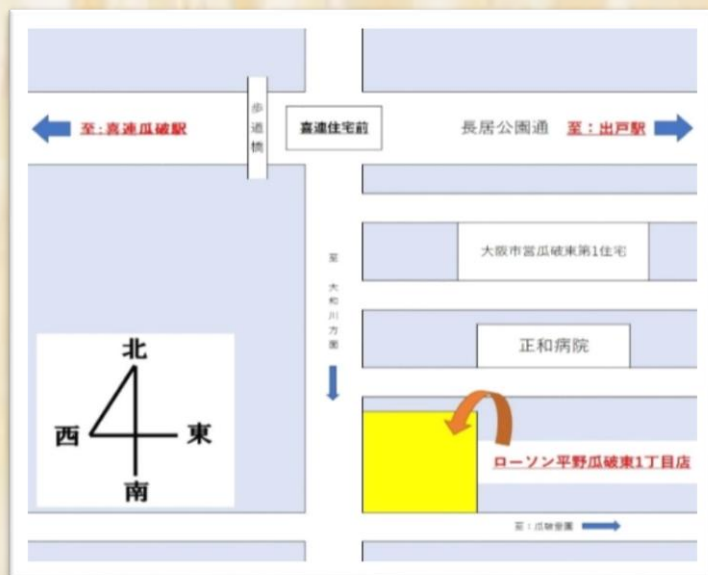 至:喜連瓜破駅
歩道橋
喜連住宅前
長居公園通 至:出戸駅
大阪市営瓜破東第1住宅
至 大和川方面
正和病院
北
西 東
南
ローソン平野瓜破東1丁目店
至:瓜破霊園